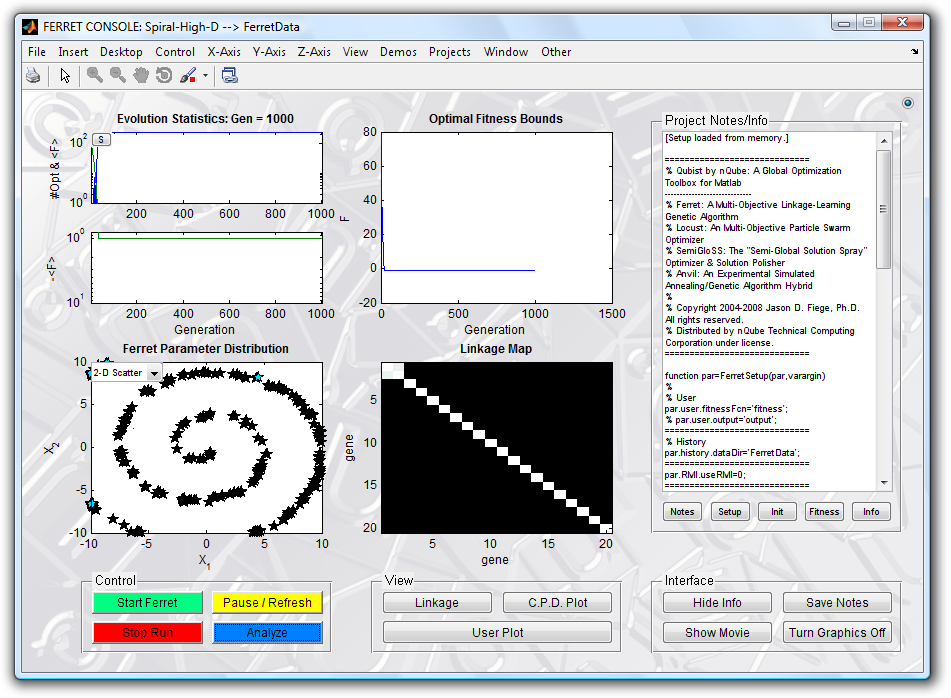 FERRET CONSOLE: Spiral-High-D --> FerretData
File Insert Desktop Control X-Axis Y-Axis Z-Axis View Demos Projects Window Other
Evolution Statistics: Gen = 1000
#Opt & <F>
10^2
10^0
S
200 400 600 800 1000
-<F>
10^0
10^1
200 400 600 800 1000
Generation
Optimal Fitness Bounds
F
80
60
40
20
0
-20
0 500 1000 1500
Generation
Ferret Parameter Distribution
2-D Scatter
X_2
10
5
0
-5
-10
-10 -5 0 5 10
X_1
Linkage Map
gene
5
10
15
20
5 10 15 20
gene
Project Notes/Info
[Setup loaded from memory.]
=============================
% Qubist by nQube: A Global Optimization
Toolbox for Matlab
-----------------------------
% Ferret: A Multi-Objective Linkage-Learning
Genetic Algorithm
% Locust: An Multi-Objective Particle Swarm
Optimizer
% SemiGloSS: The "Semi-Global Solution Spray"
Optimizer & Solution Polisher
% Anvil: An Experimental Simulated
Annealing/Genetic Algorithm Hybrid
%
% Copyright 2004-2008 Jason D. Fiege, Ph.D.
All rights reserved.
% Distributed by nQube Technical Computing
Corporation under license.
=============================
function par=FerretSetup(par,varargin)
%
% User
par.user.fitnessFcn='fitness';
% par.user.output='output';
=============================
% History
par.history.dataDir='FerretData';
=============================
par.RMI.useRMI=0;
=============================
Notes Setup Init Fitness Info
Control
Start Ferret Pause / Refresh
Stop Run Analyze
View
Linkage C.P.D. Plot
User Plot
Interface
Hide Info Save Notes
Show Movie Turn Graphics Off